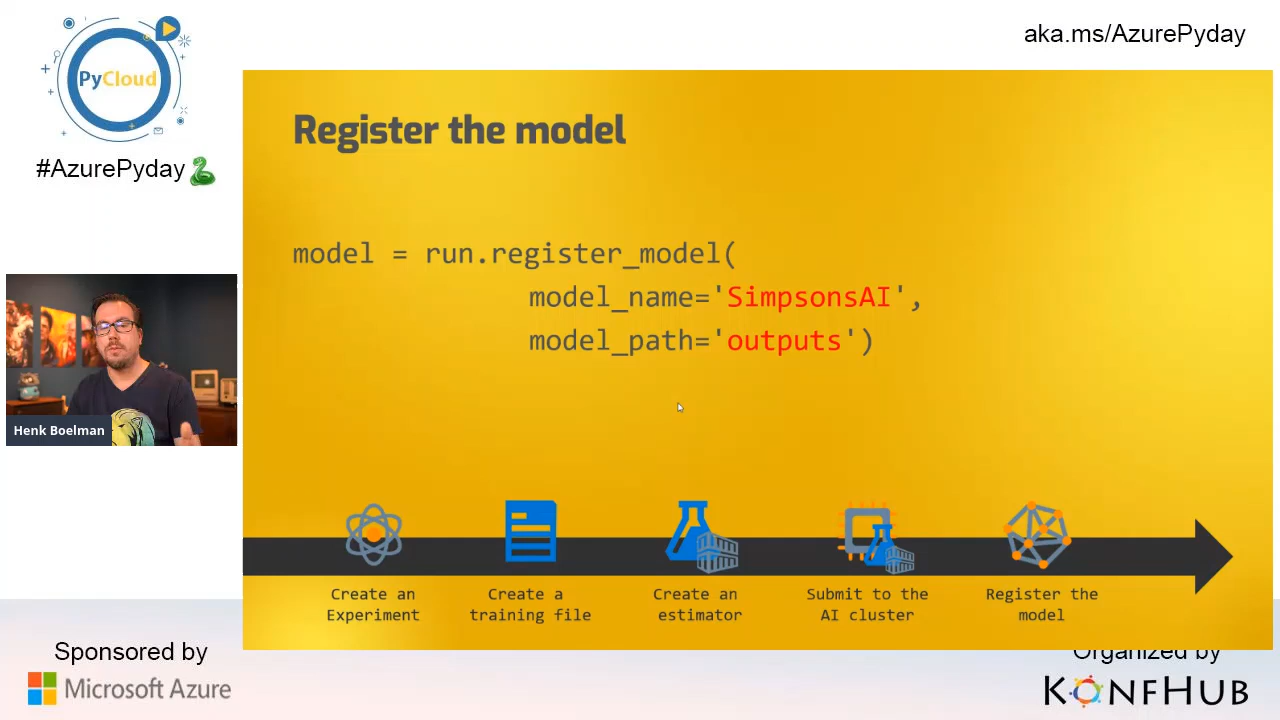 PyCloud
#AzurePyday
aka.ms/AzurePyday
Register the model
model = run.register_model(
model_name='SimpsonsAI',
model_path='outputs')
Henk Boelman
Create an
Experiment
Create a
training file
Create an
estimator
Submit to the
AI cluster
Register the
model
Sponsored by
Microsoft Azure
Organized by
KONFHUB